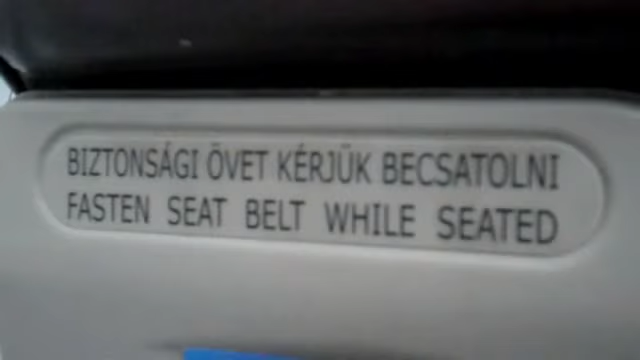 BIZTONSÁGI ÖVET KÉRJÜK BECSATOLNI
FASTEN SEAT BELT WHILE SEATED